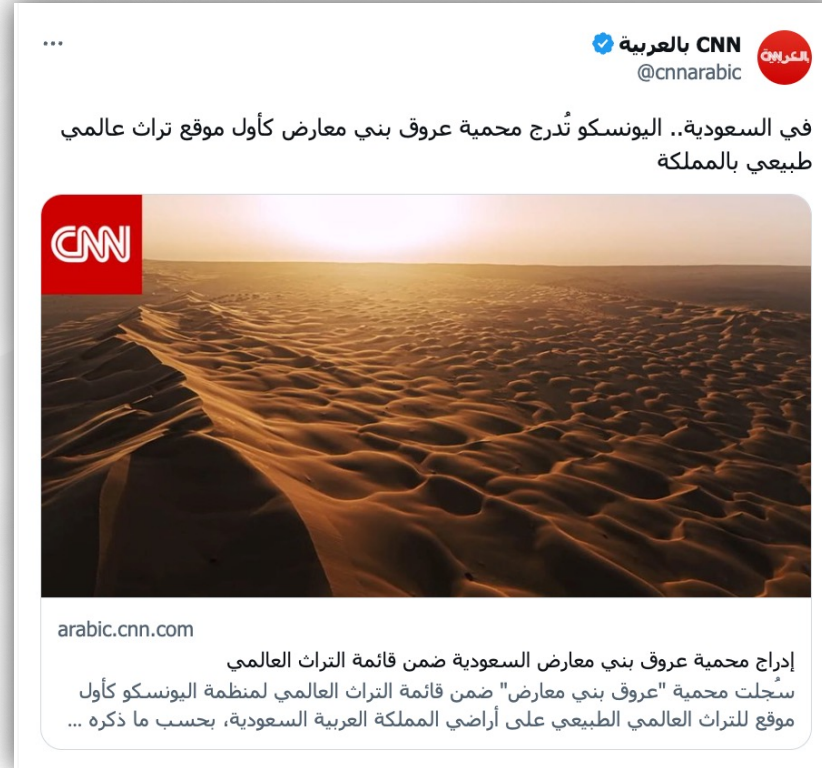 CNN بالعربية
@cnnarabic
في السعودية.. اليونسكو تُدرج محمية عروق بني معارض كأول موقع تراث عالمي
طبيعي بالمملكة
CNN
arabic.cnn.com
إدراج محمية عروق بني معارض السعودية ضمن قائمة التراث العالمي
سُجلت محمية "عروق بني معارض" ضمن قائمة التراث العالمي لمنظمة اليونسكو كأول
موقع للتراث العالمي الطبيعي على أراضي المملكة العربية السعودية، بحسب ما ذكره ...